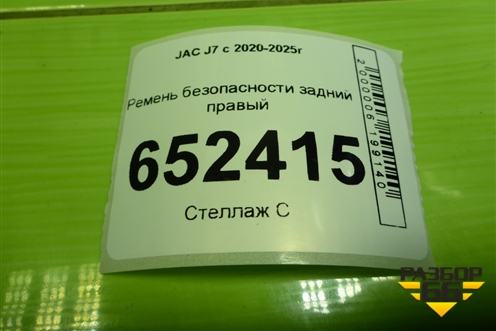 JAC J7 с 2020-2025г
Ремень безопасности задний
правый
652415
Стеллаж С
2000006199140
РАЗБОР
66